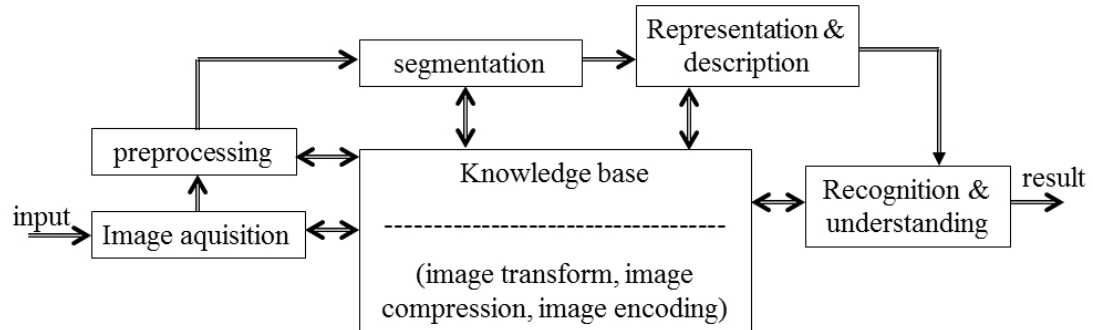 Representation &
description
segmentation
preprocessing
Knowledge base
Recognition &
understanding
result
input
Image aquisition
(image transform, image
compression, image encoding)